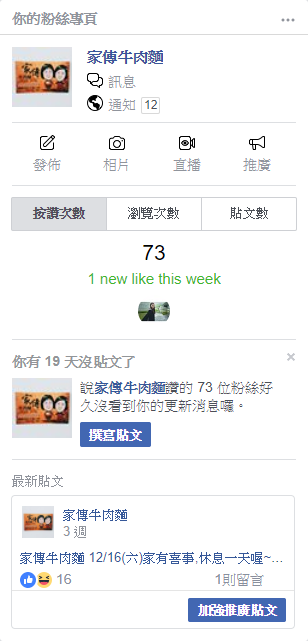 你的粉絲專頁
家傳牛肉麵
訊息
通知 12
發佈 相片 直播 推廣
按讚次數 瀏覽次數 貼文數
73
1 new like this week
你有 19 天沒貼文了
說家傳牛肉麵讚的 73 位粉絲好
久沒看到你的更新消息囉。
撰寫貼文
最新貼文
家傳牛肉麵
3 週
家傳牛肉麵 12/16(六)家有喜事,休息一天喔~...
16 1則留言
加強推廣貼文